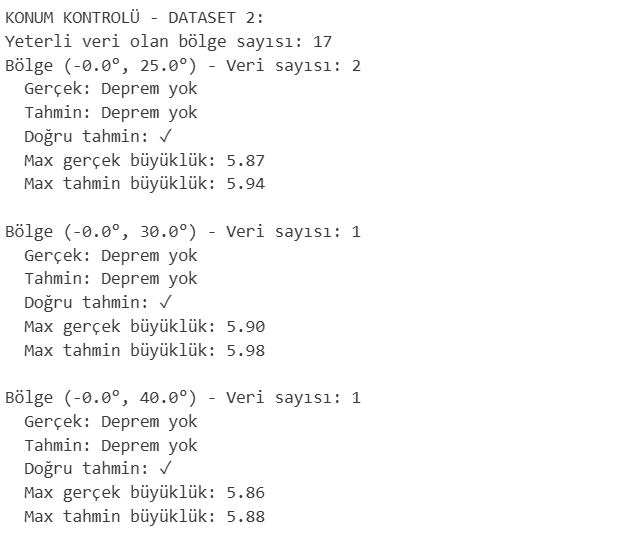 KONUM KONTROLÜ - DATASET 2:
Yeterli veri olan bölge sayısı: 17
Bölge (-0.0°, 25.0°) - Veri sayısı: 2
Gerçek: Deprem yok
Tahmin: Deprem yok
Doğru tahmin: ✓
Max gerçek büyüklük: 5.87
Max tahmin büyüklük: 5.94

Bölge (-0.0°, 30.0°) - Veri sayısı: 1
Gerçek: Deprem yok
Tahmin: Deprem yok
Doğru tahmin: ✓
Max gerçek büyüklük: 5.90
Max tahmin büyüklük: 5.98

Bölge (-0.0°, 40.0°) - Veri sayısı: 1
Gerçek: Deprem yok
Tahmin: Deprem yok
Doğru tahmin: ✓
Max gerçek büyüklük: 5.86
Max tahmin büyüklük: 5.88